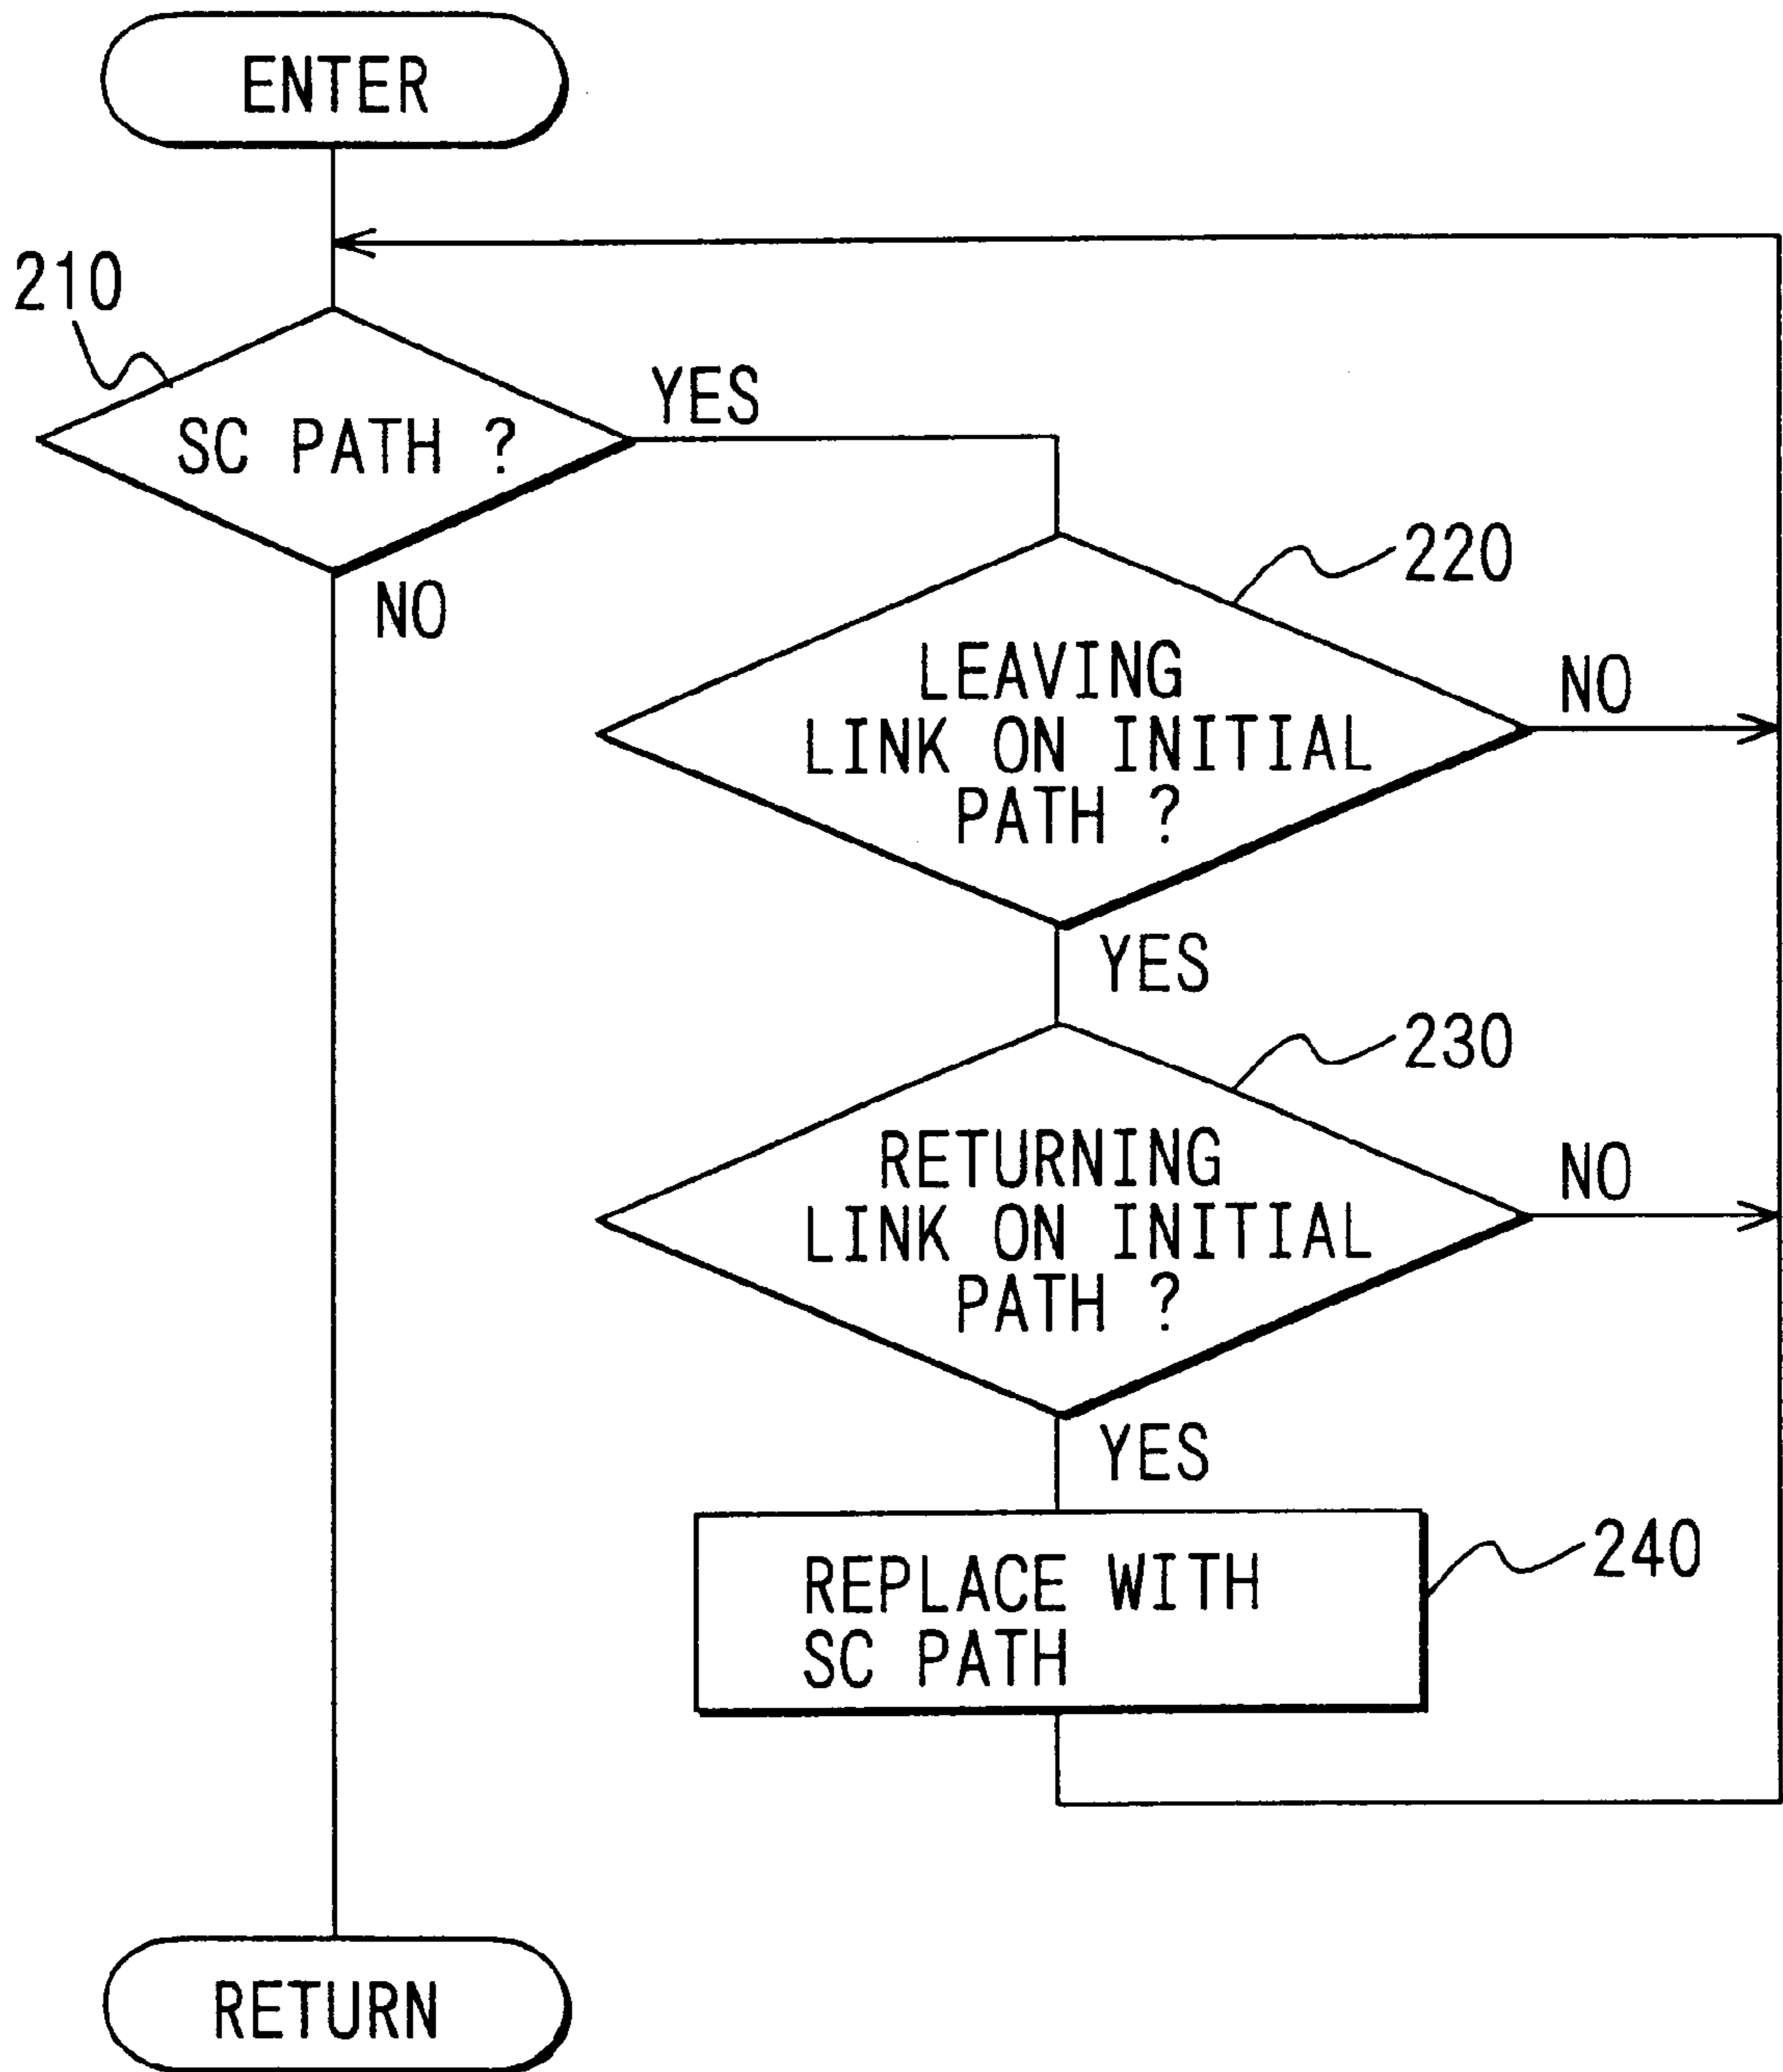 ENTER
210
SC PATH ?
YES
NO
220
LEAVING
LINK ON INITIAL
PATH ?
NO
YES
230
RETURNING
LINK ON INITIAL
PATH ?
NO
YES
240
REPLACE WITH
SC PATH
RETURN